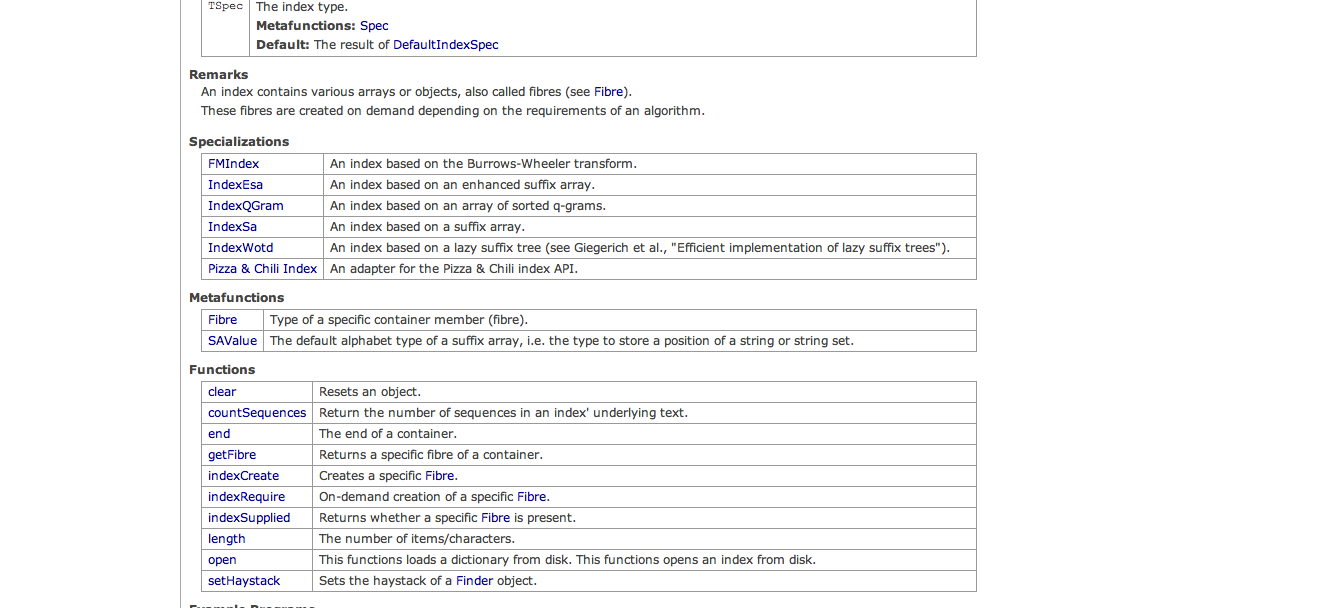 TSpec The index type.
Metafunctions: Spec
Default: The result of DefaultIndexSpec
Remarks
An index contains various arrays or objects, also called fibres (see Fibre).
These fibres are created on demand depending on the requirements of an algorithm.
Specializations
FMIndex An index based on the Burrows-Wheeler transform.
IndexEsa An index based on an enhanced suffix array.
IndexQGram An index based on an array of sorted q-grams.
IndexSa An index based on a suffix array.
IndexWotd An index based on a lazy suffix tree (see Giegerich et al., "Efficient implementation of lazy suffix trees").
Pizza & Chili Index An adapter for the Pizza & Chili index API.
Metafunctions
Fibre Type of a specific container member (fibre).
SAValue The default alphabet type of a suffix array, i.e. the type to store a position of a string or string set.
Functions
clear Resets an object.
countSequences Return the number of sequences in an index' underlying text.
end The end of a container.
getFibre Returns a specific fibre of a container.
indexCreate Creates a specific Fibre.
indexRequire On-demand creation of a specific Fibre.
indexSupplied Returns whether a specific Fibre is present.
length The number of items/characters.
open This functions loads a dictionary from disk. This functions opens an index from disk.
setHaystack Sets the haystack of a Finder object.
Example Programs